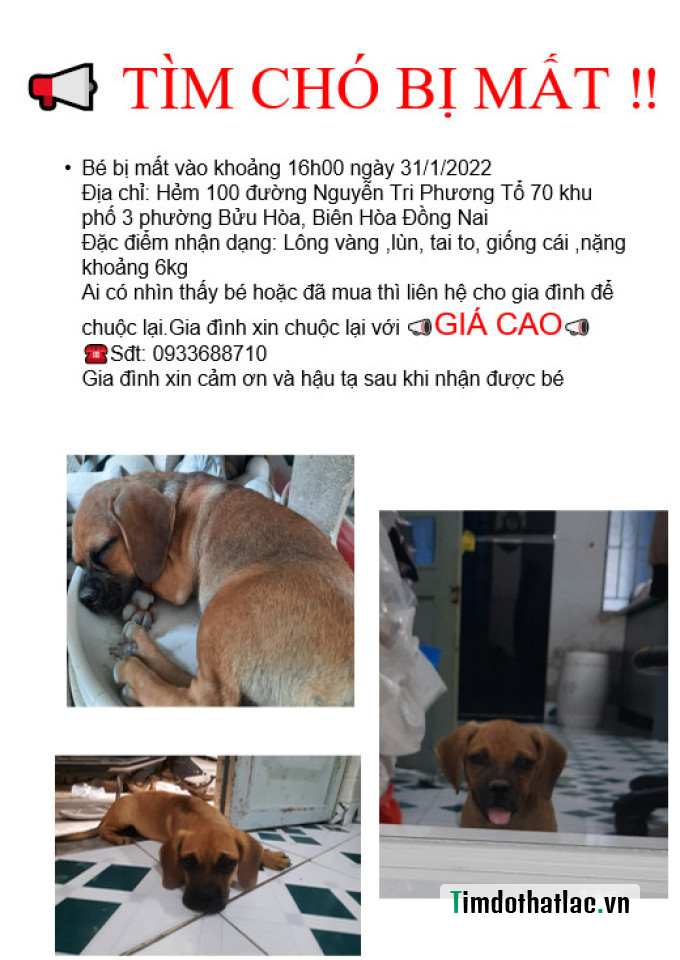 TÌM CHÓ BỊ MẤT !!
• Bé bị mất vào khoảng 16h00 ngày 31/1/2022
Địa chỉ: Hẻm 100 đường Nguyễn Tri Phương Tổ 70 khu
phố 3 phường Bửu Hòa, Biên Hòa Đồng Nai
Đặc điểm nhận dạng: Lông vàng ,lùn, tai to, giống cái ,nặng
khoảng 6kg
Ai có nhìn thấy bé hoặc đã mua thì liên hệ cho gia đình để
chuộc lại.Gia đình xin chuộc lại với GIÁ CAO
Sđt: 0933688710
Gia đình xin cảm ơn và hậu tạ sau khi nhận được bé
Timdothatlac.vn